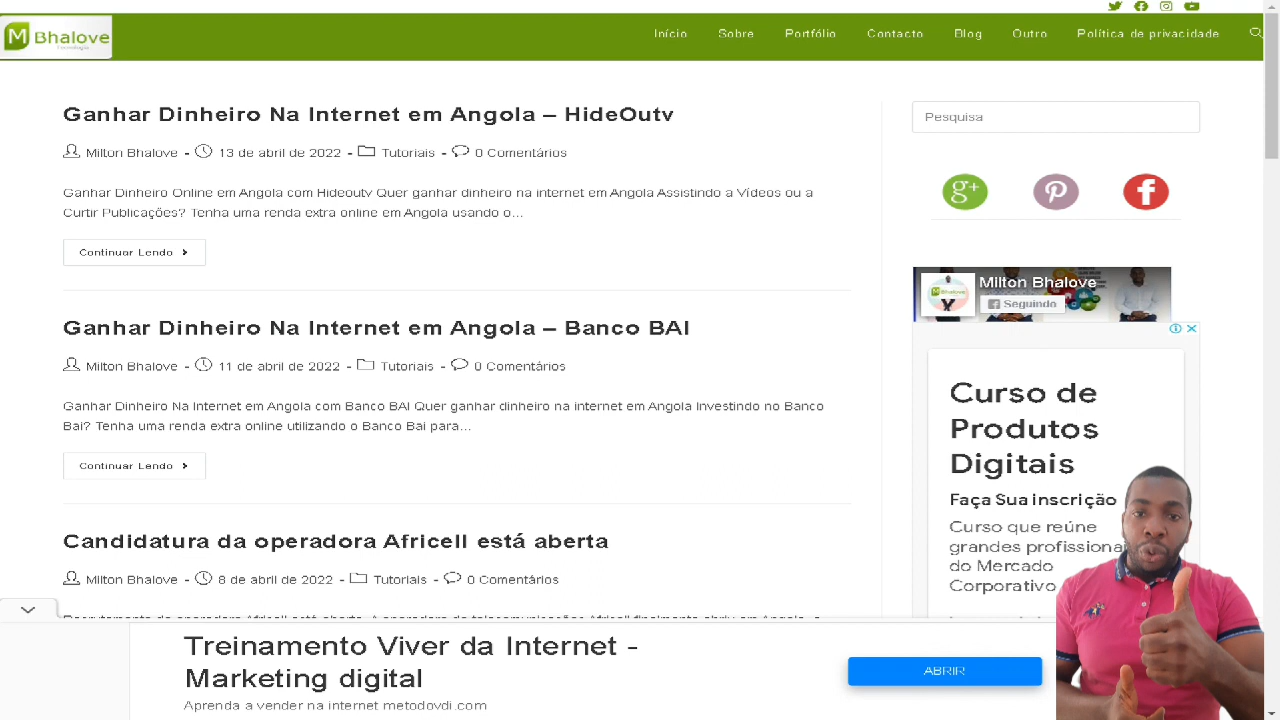 M Bhalove
Tecnologia
Início Sobre Portfólio Contacto Blog Outro Política de privacidade
Ganhar Dinheiro Na Internet em Angola – HideOutv
Milton Bhalove - 13 de abril de 2022 - Tutoriais - 0 Comentários
Ganhar Dinheiro Online em Angola com Hideoutv Quer ganhar dinheiro na internet em Angola Assistindo a Vídeos ou a
Curtir Publicações? Tenha uma renda extra online em Angola usando o...
Continuar Lendo
Ganhar Dinheiro Na Internet em Angola – Banco BAI
Milton Bhalove - 11 de abril de 2022 - Tutoriais - 0 Comentários
Ganhar Dinheiro Na Internet em Angola com Banco BAI Quer ganhar dinheiro na internet em Angola Investindo no Banco
Bai? Tenha uma renda extra online utilizando o Banco Bai para...
Continuar Lendo
Candidatura da operadora Africell está aberta
Milton Bhalove - 8 de abril de 2022 - Tutoriais - 0 Comentários
Pesquisa
g+
Milton Bhalove
Seguindo
Curso de
Produtos
Digitais
Faça Sua inscrição
Curso que reúne
grandes
do Mercado
Corporativo
Treinamento Viver da Internet -
Marketing digital
Aprenda a vender na internet metodovdi.com
ABRIR